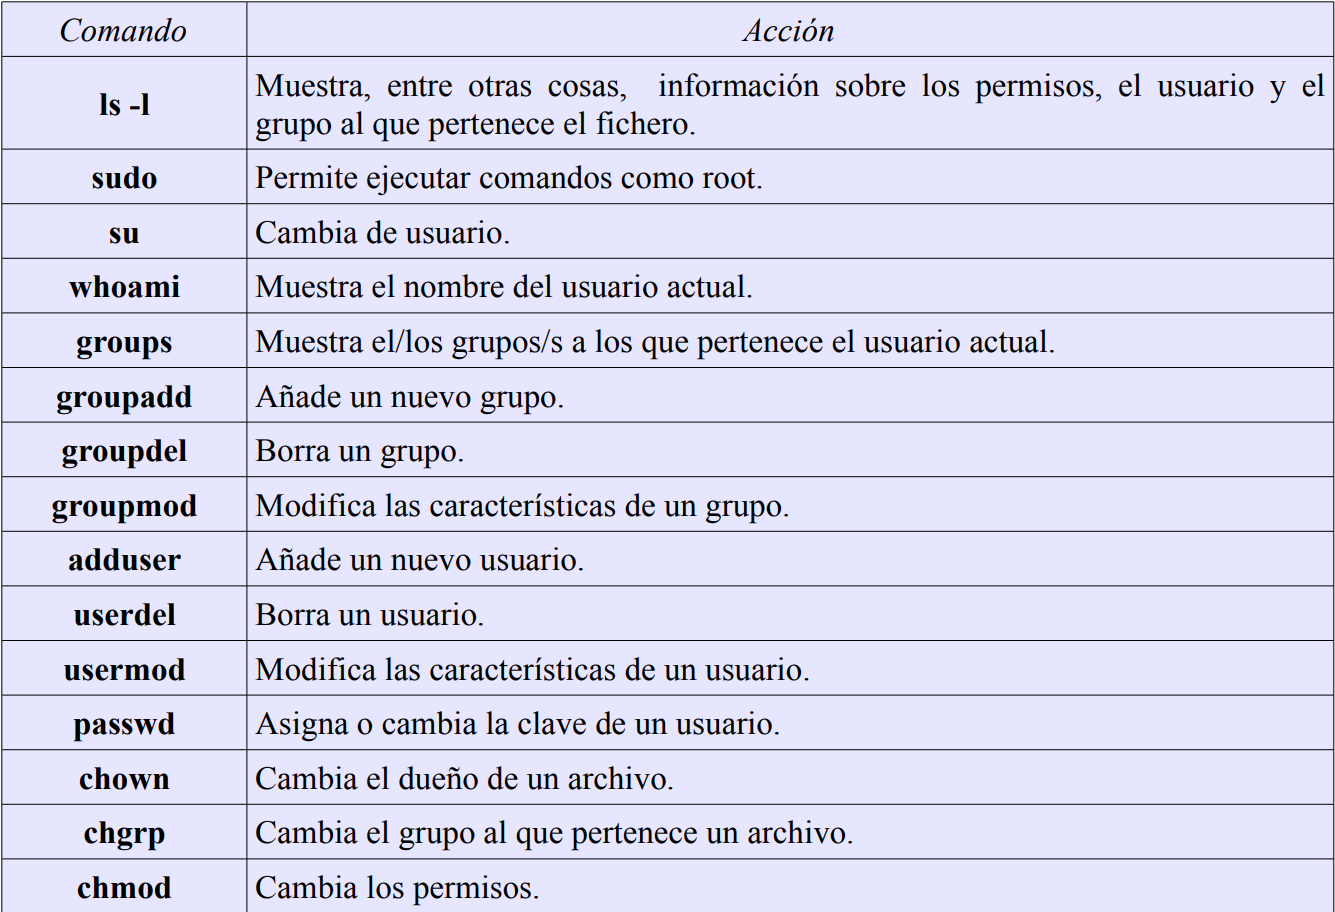 Comando Acción
ls -l Muestra, entre otras cosas, información sobre los permisos, el usuario y el
grupo al que pertenece el fichero.
sudo Permite ejecutar comandos como root.
su Cambia de usuario.
whoami Muestra el nombre del usuario actual.
groups Muestra el/los grupos/s a los que pertenece el usuario actual.
groupadd Añade un nuevo grupo.
groupdel Borra un grupo.
groupmod Modifica las características de un grupo.
adduser Añade un nuevo usuario.
userdel Borra un usuario.
usermod Modifica las características de un usuario.
passwd Asigna o cambia la clave de un usuario.
chown Cambia el dueño de un archivo.
chgrp Cambia el grupo al que pertenece un archivo.
chmod Cambia los permisos.